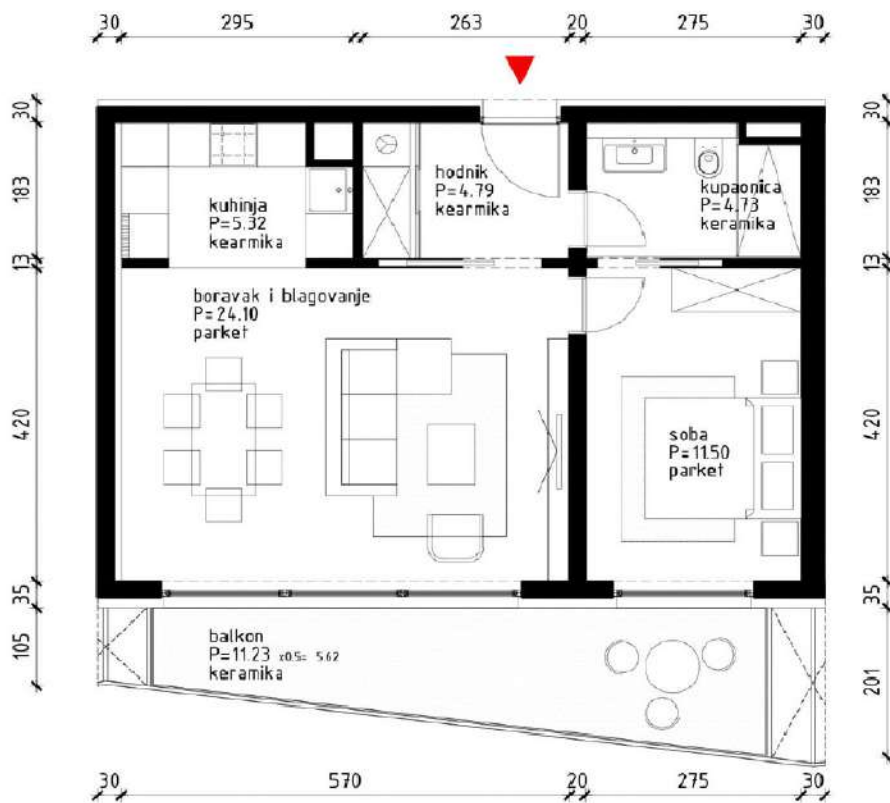 30 295 263 20 275 30
30
183
13
420
35
105
30
183
13
420
35
201
kuhinja
P=5.32
kearmika
hodnik
P=4.79
kearmika
kupaonica
P=4.73
keramika
boravak i blagovanje
P=24.10
parket
soba
P=11.50
parket
balkon
P=11.23 x0.5= 5.62
keramika
30 570 20 275 30